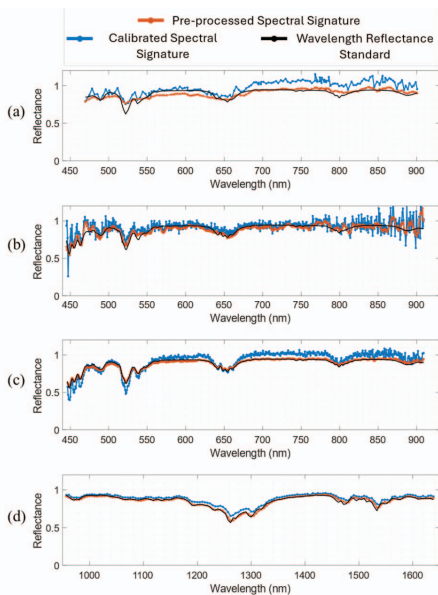 Pre-processed Spectral Signature
Calibrated Spectral Signature
Wavelength Reflectance Standard
(a)
Reflectance
1
0.5
0
450 500 550 600 650 700 750 800 850 900
Wavelength (nm)
(b)
Reflectance
1
0.5
0
450 500 550 600 650 700 750 800 850 900
Wavelength (nm)
(c)
Reflectance
1
0.5
0
450 500 550 600 650 700 750 800 850 900
Wavelength (nm)
(d)
Reflectance
1
0.5
0
1000 1100 1200 1300 1400 1500 1600
Wavelength (nm)